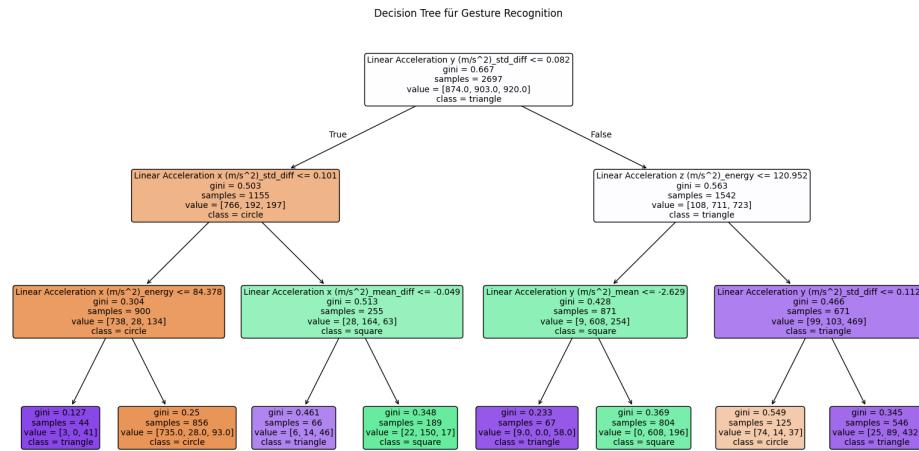 Decision Tree für Gesture Recognition
Linear Acceleration y (m/s^2)_std_diff <= 0.082
gini = 0.667
samples = 2697
value = [874.0, 903.0, 920.0]
class = triangle
True
False
Linear Acceleration x (m/s^2)_std_diff <= 0.101
gini = 0.503
samples = 1155
value = [766, 192, 197]
class = circle
Linear Acceleration z (m/s^2)_energy <= 120.952
gini = 0.563
samples = 1542
value = [108, 711, 723]
class = triangle
Linear Acceleration x (m/s^2)_energy <= 84.378
gini = 0.304
samples = 900
value = [738, 28, 134]
class = circle
Linear Acceleration x (m/s^2)_mean_diff <= -0.049
gini = 0.513
samples = 255
value = [28, 164, 63]
class = square
Linear Acceleration y (m/s^2)_mean <= -2.629
gini = 0.428
samples = 871
value = [9, 608, 254]
class = square
Linear Acceleration y (m/s^2)_std_diff <= 0.112
gini = 0.466
samples = 671
value = [99, 103, 469]
class = triangle
gini = 0.127
samples = 44
value = [3, 0, 41]
class = triangle
gini = 0.25
samples = 856
value = [735.0, 28.0, 93.0]
class = circle
gini = 0.461
samples = 66
value = [6, 14, 46]
class = triangle
gini = 0.348
samples = 189
value = [22, 150, 17]
class = square
gini = 0.233
samples = 67
value = [9.0, 0.0, 58.0]
class = triangle
gini = 0.369
samples = 804
value = [0, 608, 196]
class = square
gini = 0.549
samples = 125
value = [74, 14, 37]
class = circle
gini = 0.345
samples = 546
value = [25, 89, 432]
class = triangle